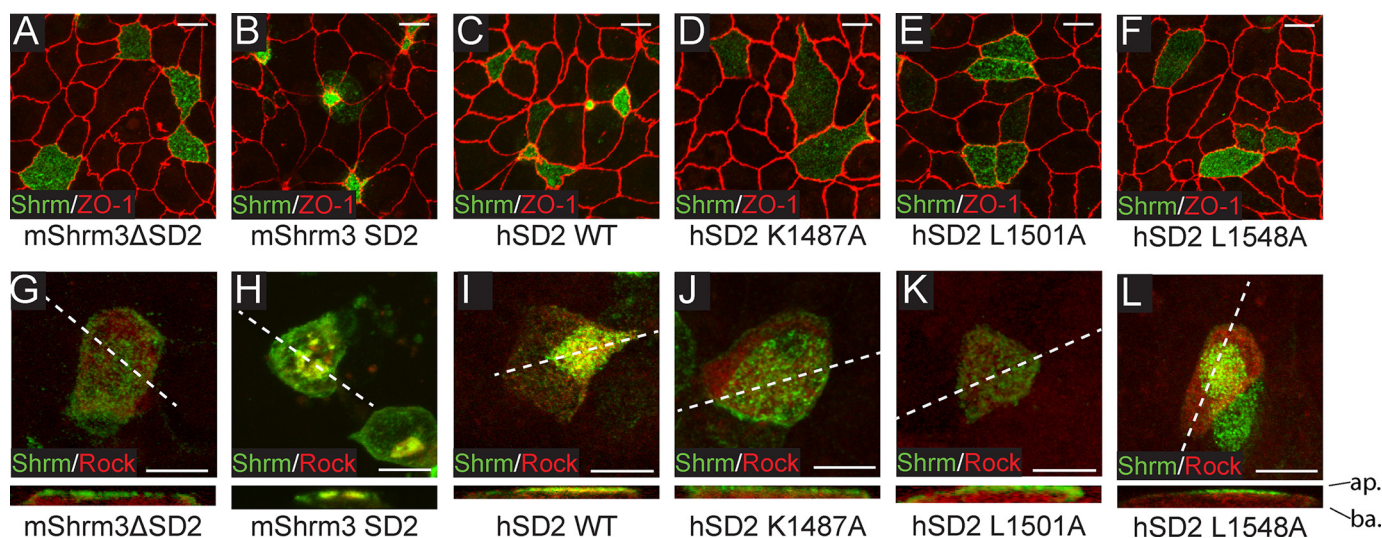 A B C D E F
Shrm/ZO-1 Shrm/ZO-1 Shrm/ZO-1 Shrm/ZO-1 Shrm/ZO-1 Shrm/ZO-1
mShrm3ΔSD2 mShrm3 SD2 hSD2 WT hSD2 K1487A hSD2 L1501A hSD2 L1548A
G H I J K L
Shrm/Rock Shrm/Rock Shrm/Rock Shrm/Rock Shrm/Rock Shrm/Rock
ap.
ba.
mShrm3ΔSD2 mShrm3 SD2 hSD2 WT hSD2 K1487A hSD2 L1501A hSD2 L1548A